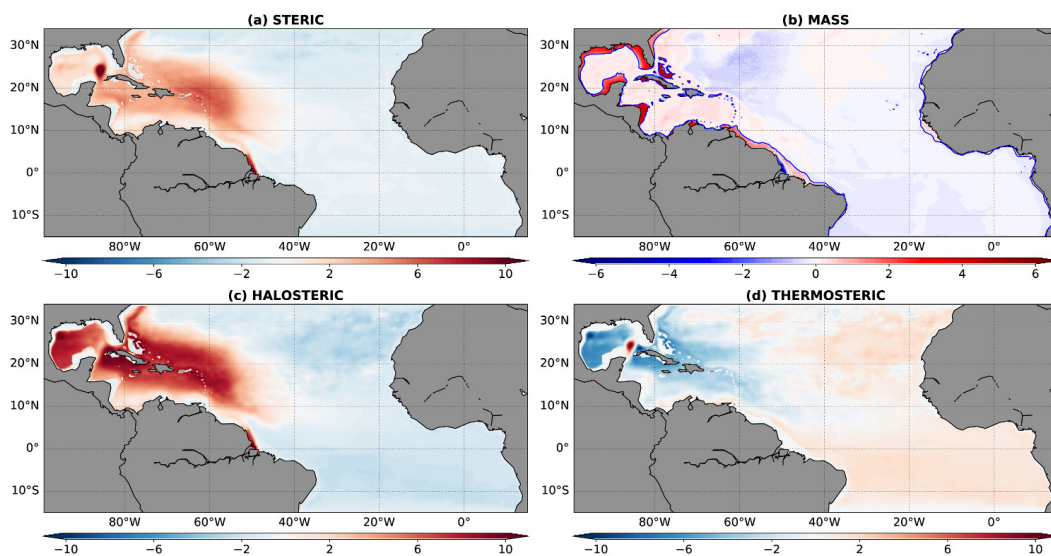 (a) STERIC
(b) MASS
30°N 30°N
20°N 20°N
10°N 10°N
0° 0°
10°S 10°S
80°W 60°W 40°W 20°W 0° 80°W 60°W 40°W 20°W 0°
−10 −6 −2 2 6 10 −6 −4 −2 0 2 4 6
(c) HALOSTERIC
(d) THERMOSTERIC
30°N 30°N
20°N 20°N
10°N 10°N
0° 0°
10°S 10°S
80°W 60°W 40°W 20°W 0° 80°W 60°W 40°W 20°W 0°
−10 −6 −2 2 6 10 −10 −6 −2 2 6 10